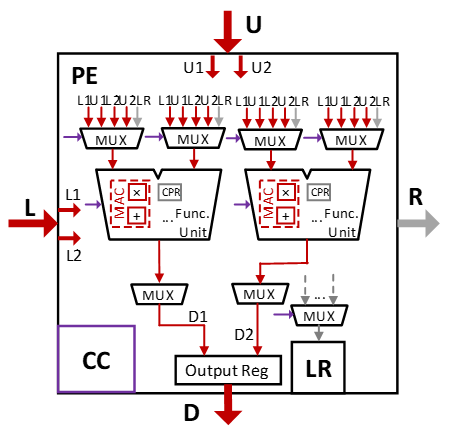 U
PE
U1 U2
L1U1L2U2LR L1U1L2U2LR L1U1L2U2LR L1U1L2U2LR
MUX MUX MUX MUX
L
L1
L2
R
MAC × + CPR ... Func. Unit
MAC × + CPR ... Func. Unit
MUX MUX ... MUX
D1 D2
CC
Output Reg
LR
D